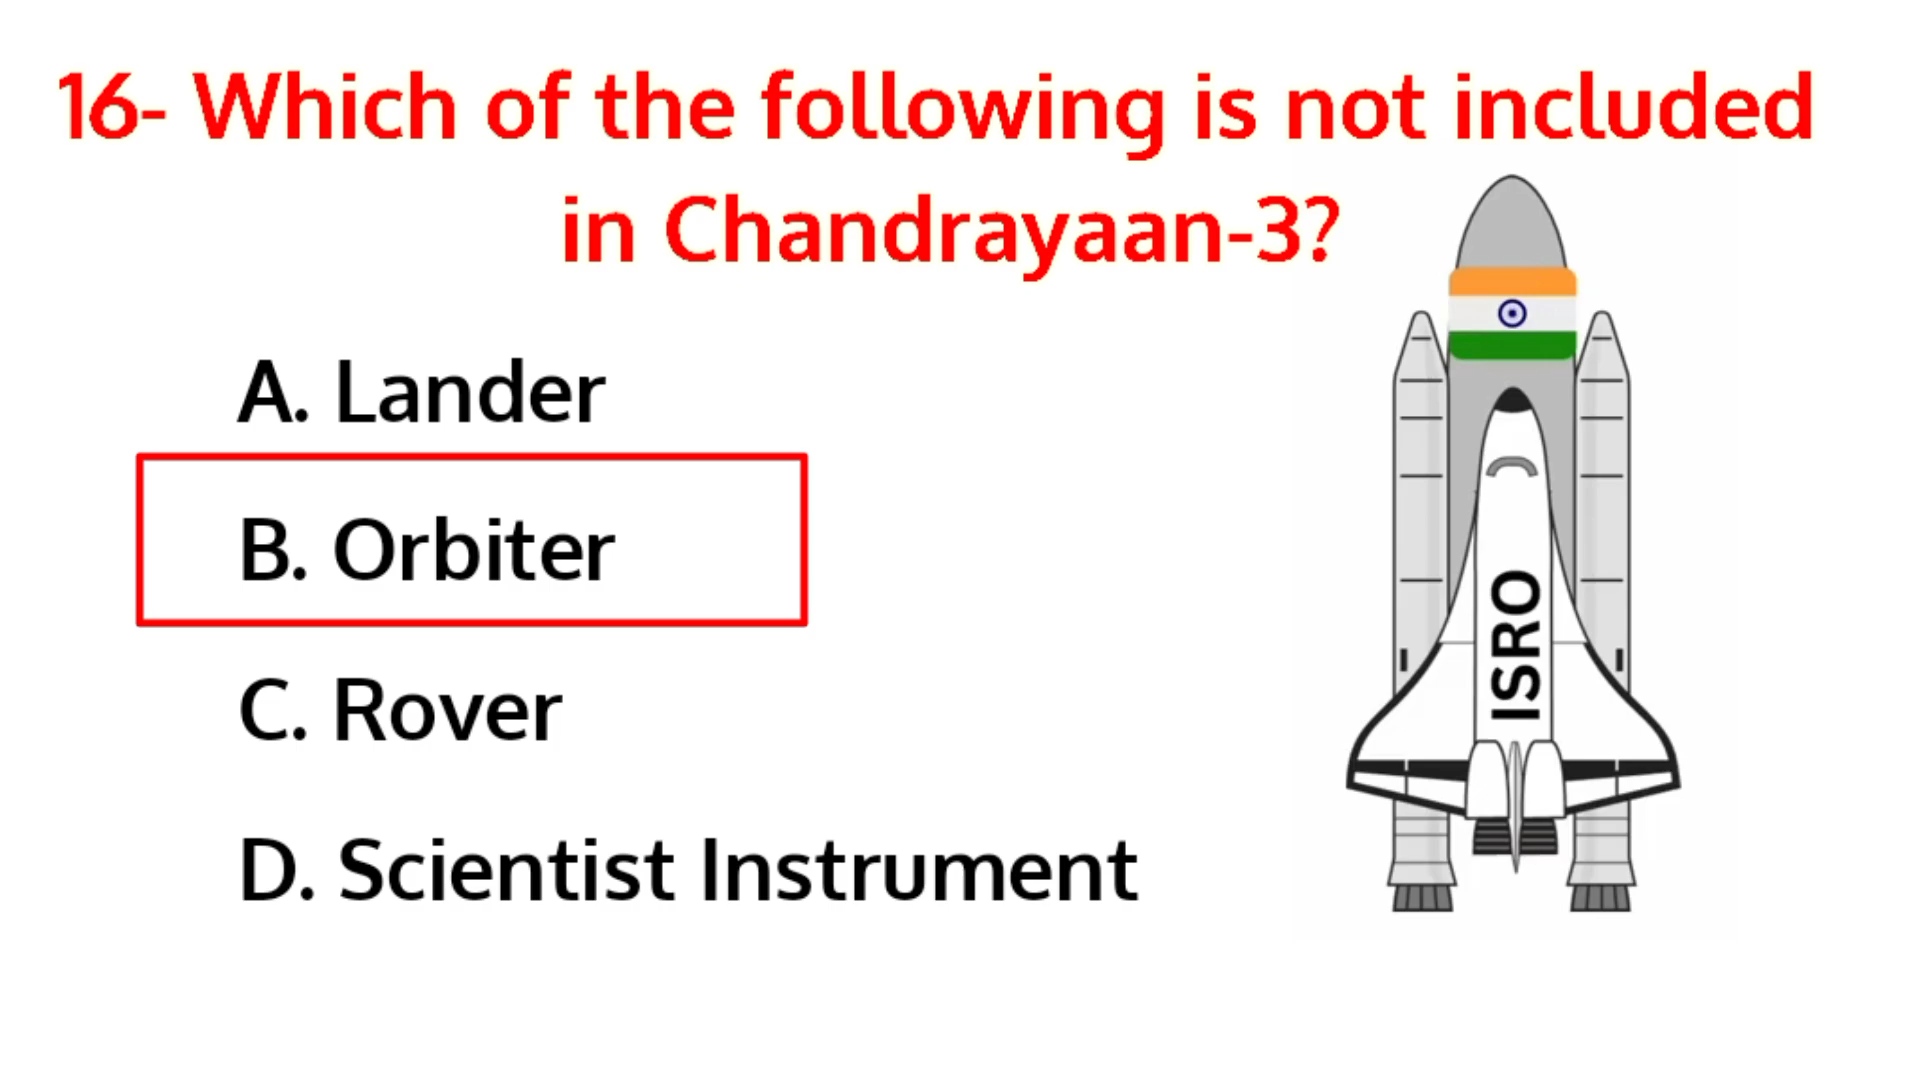 16- Which of the following is not included
in Chandrayaan-3?
A. Lander
B. Orbiter
C. Rover
D. Scientist Instrument
ISRO